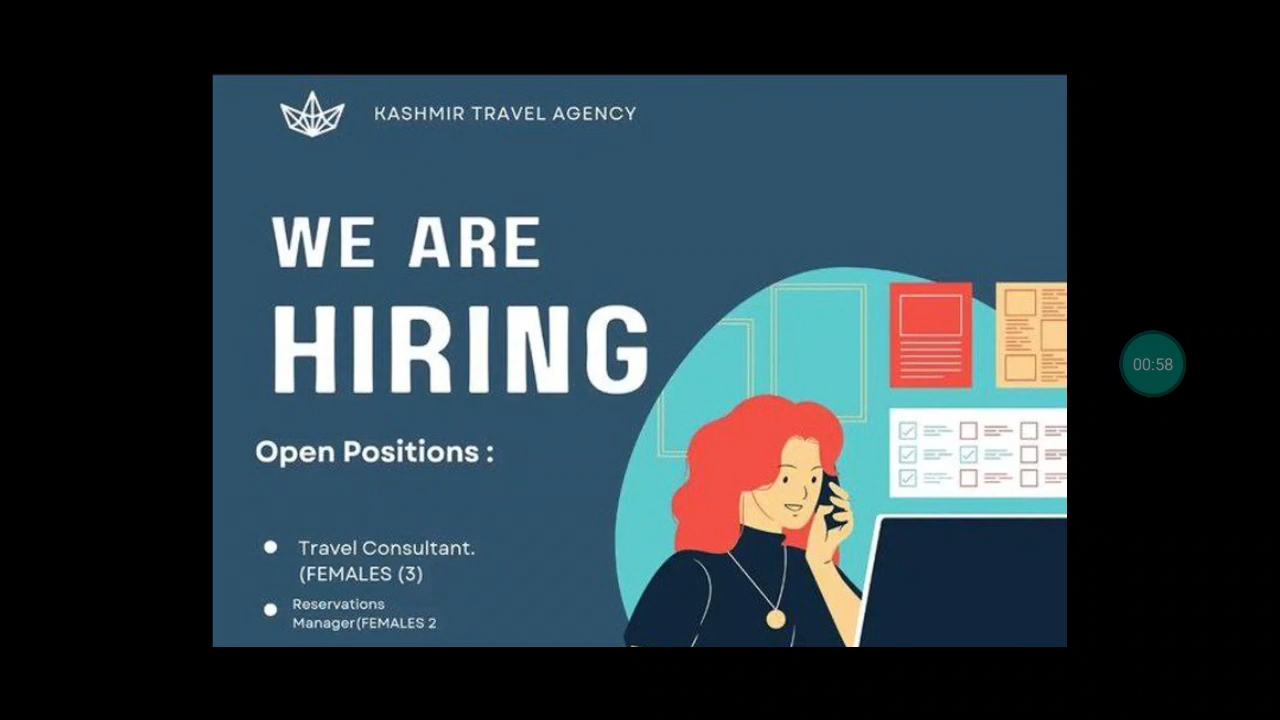 KASHMIR TRAVEL AGENCY
WE ARE
HIRING
Open Positions :
Travel Consultant.
(FEMALES (3)
Reservations
Manager(FEMALES 2
00:58